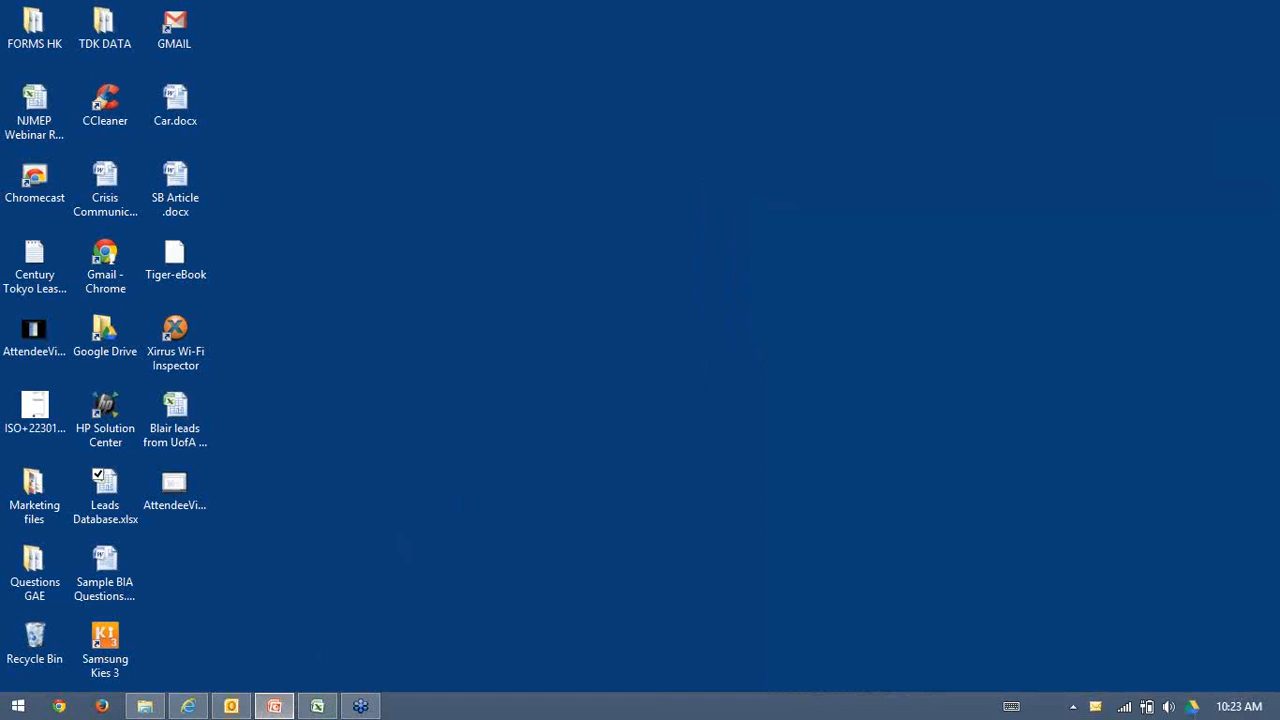 FORMS HK
TDK DATA
GMAIL
NJMEP
Webinar R...
CCleaner
Car.docx
Chromecast
Crisis
Communic...
SB Article
.docx
Century
Tokyo Leas...
Gmail -
Chrome
Tiger-eBook
AttendeeVi...
Google Drive
Xirrus Wi-Fi
Inspector
ISO+22301...
HP Solution
Center
Blair leads
from UofA ...
Marketing
files
Leads
Database.xlsx
AttendeeVi...
Questions
GAE
Sample BIA
Questions....
Recycle Bin
KI
3
Samsung
Kies 3
10:23 AM